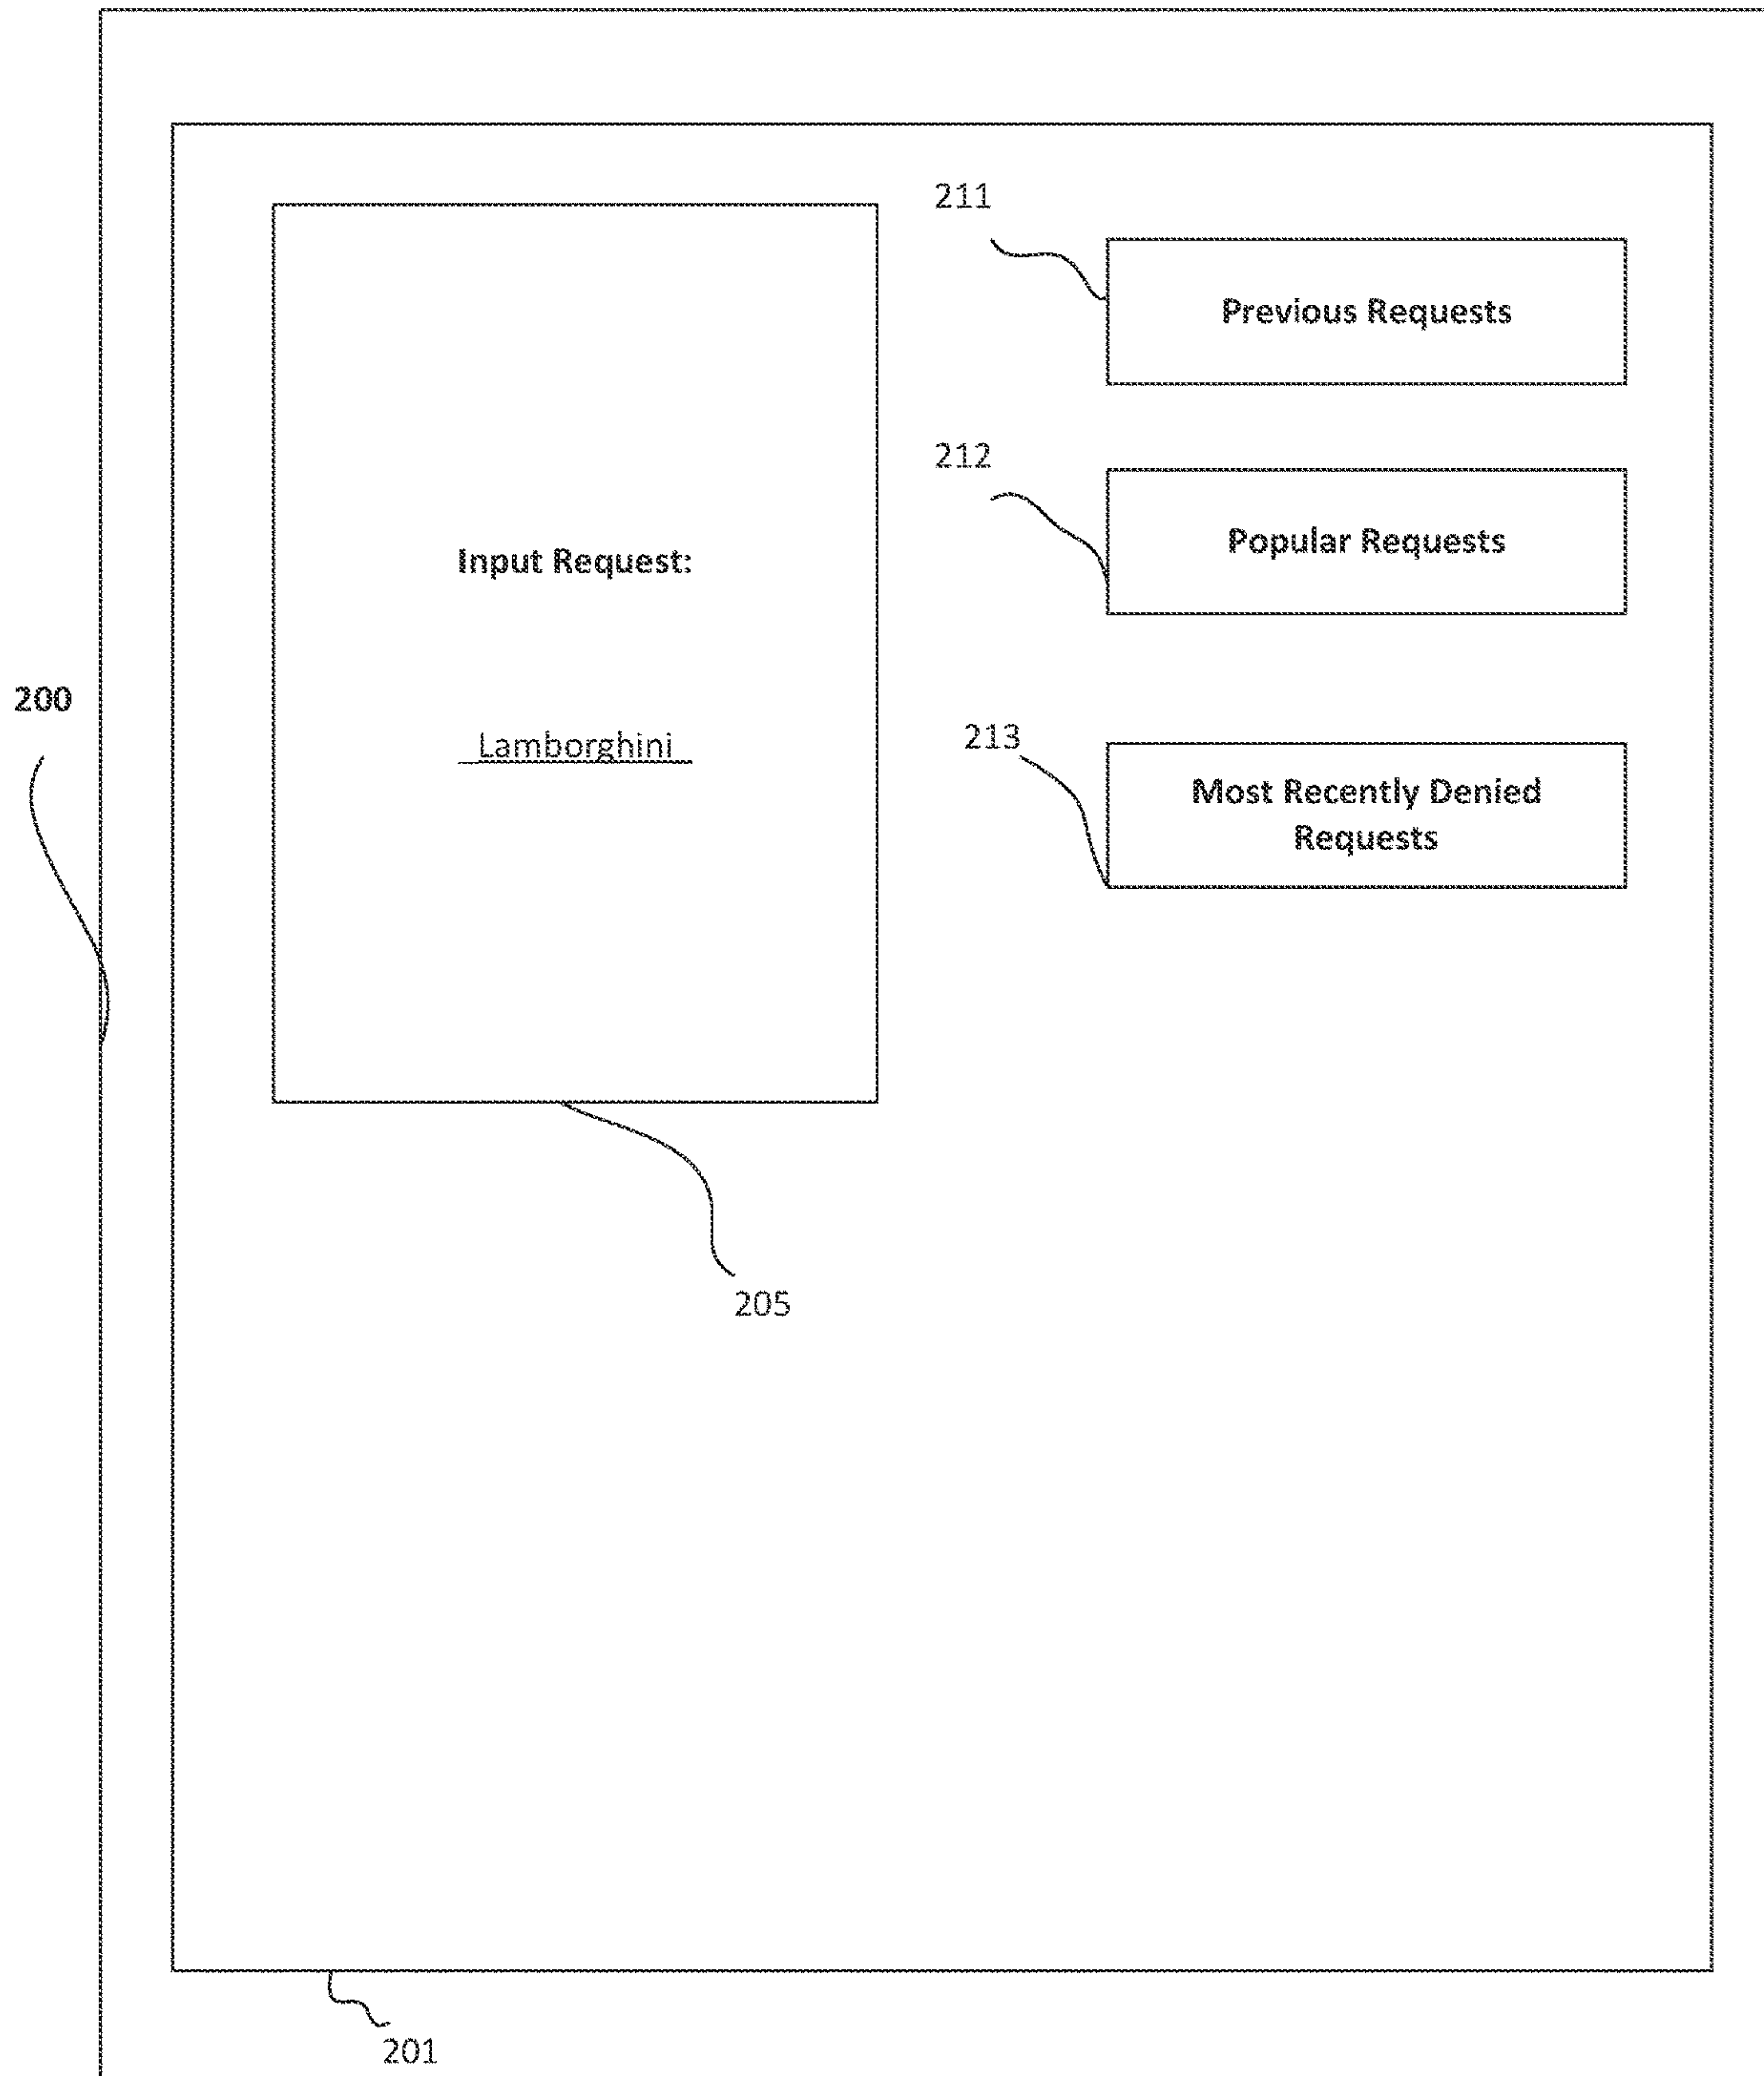 211
Previous Requests
212
Popular Requests
Input Request:
200
Lamborghini
213
Most Recently Denied
Requests
205
201